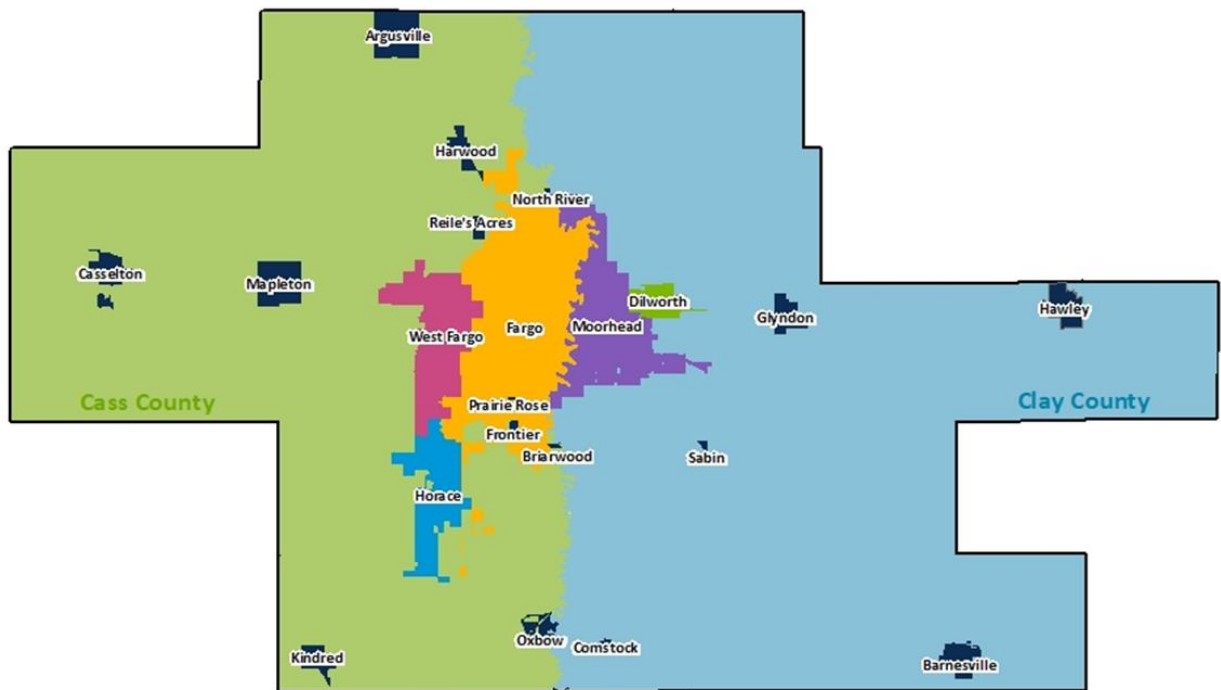 Argusville
Harwood
North River
Reile's Acres
Casselton
Mapleton
Dilworth
Glyndon
Hawley
West Fargo
Fargo
Moorhead
Cass County
Clay County
Prairie Rose
Frontier
Briarwood
Sabin
Horace
Oxbow
Comstock
Kindred
Barnesville